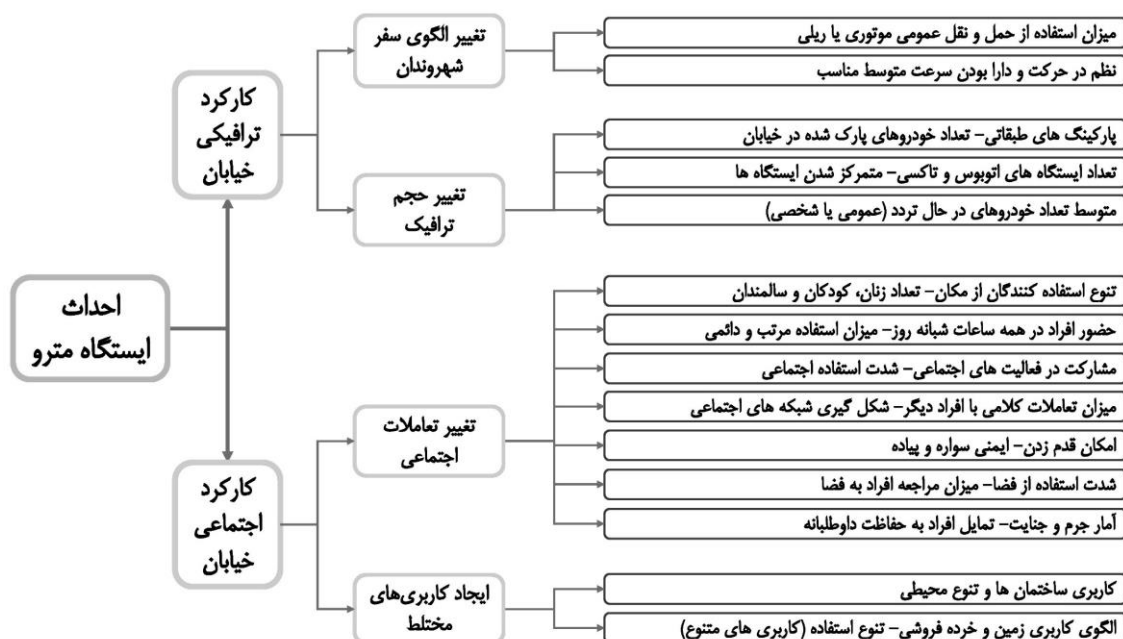 احداث
ایستگاه مترو
کارکرد
ترافیکی
خیابان
تغییر الگوی سفر
شهروندان
میزان استفاده از حمل و نقل عمومی موتوری یا ریلی
نظم در حرکت و دارا بودن سرعت متوسط مناسب
تغییر حجم
ترافیک
پارکینگ های طبقاتی– تعداد خودروهای پارک شده در خیابان
تعداد ایستگاه های اتوبوس و تاکسی– متمرکز شدن ایستگاه ها
متوسط تعداد خودروهای در حال تردد (عمومی یا شخصی)
کارکرد
اجتماعی
خیابان
تغییر تعاملات
اجتماعی
تنوع استفاده کنندگان از مکان– تعداد زنان، کودکان و سالمندان
حضور افراد در همه ساعات شبانه روز– میزان استفاده مرتب و دائمی
مشارکت در فعالیت های اجتماعی– شدت استفاده اجتماعی
میزان تعاملات کلامی با افراد دیگر– شکل گیری شبکه های اجتماعی
امکان قدم زدن– ایمنی سواره و پیاده
شدت استفاده از فضا– میزان مراجعه افراد به فضا
آمار جرم و جنایت– تمایل افراد به حفاظت داوطلبانه
ایجاد کاربری‌های
مختلط
کاربری ساختمان ها و تنوع محیطی
الگوی کاربری زمین و خرده فروشی– تنوع استفاده (کاربری های متنوع)